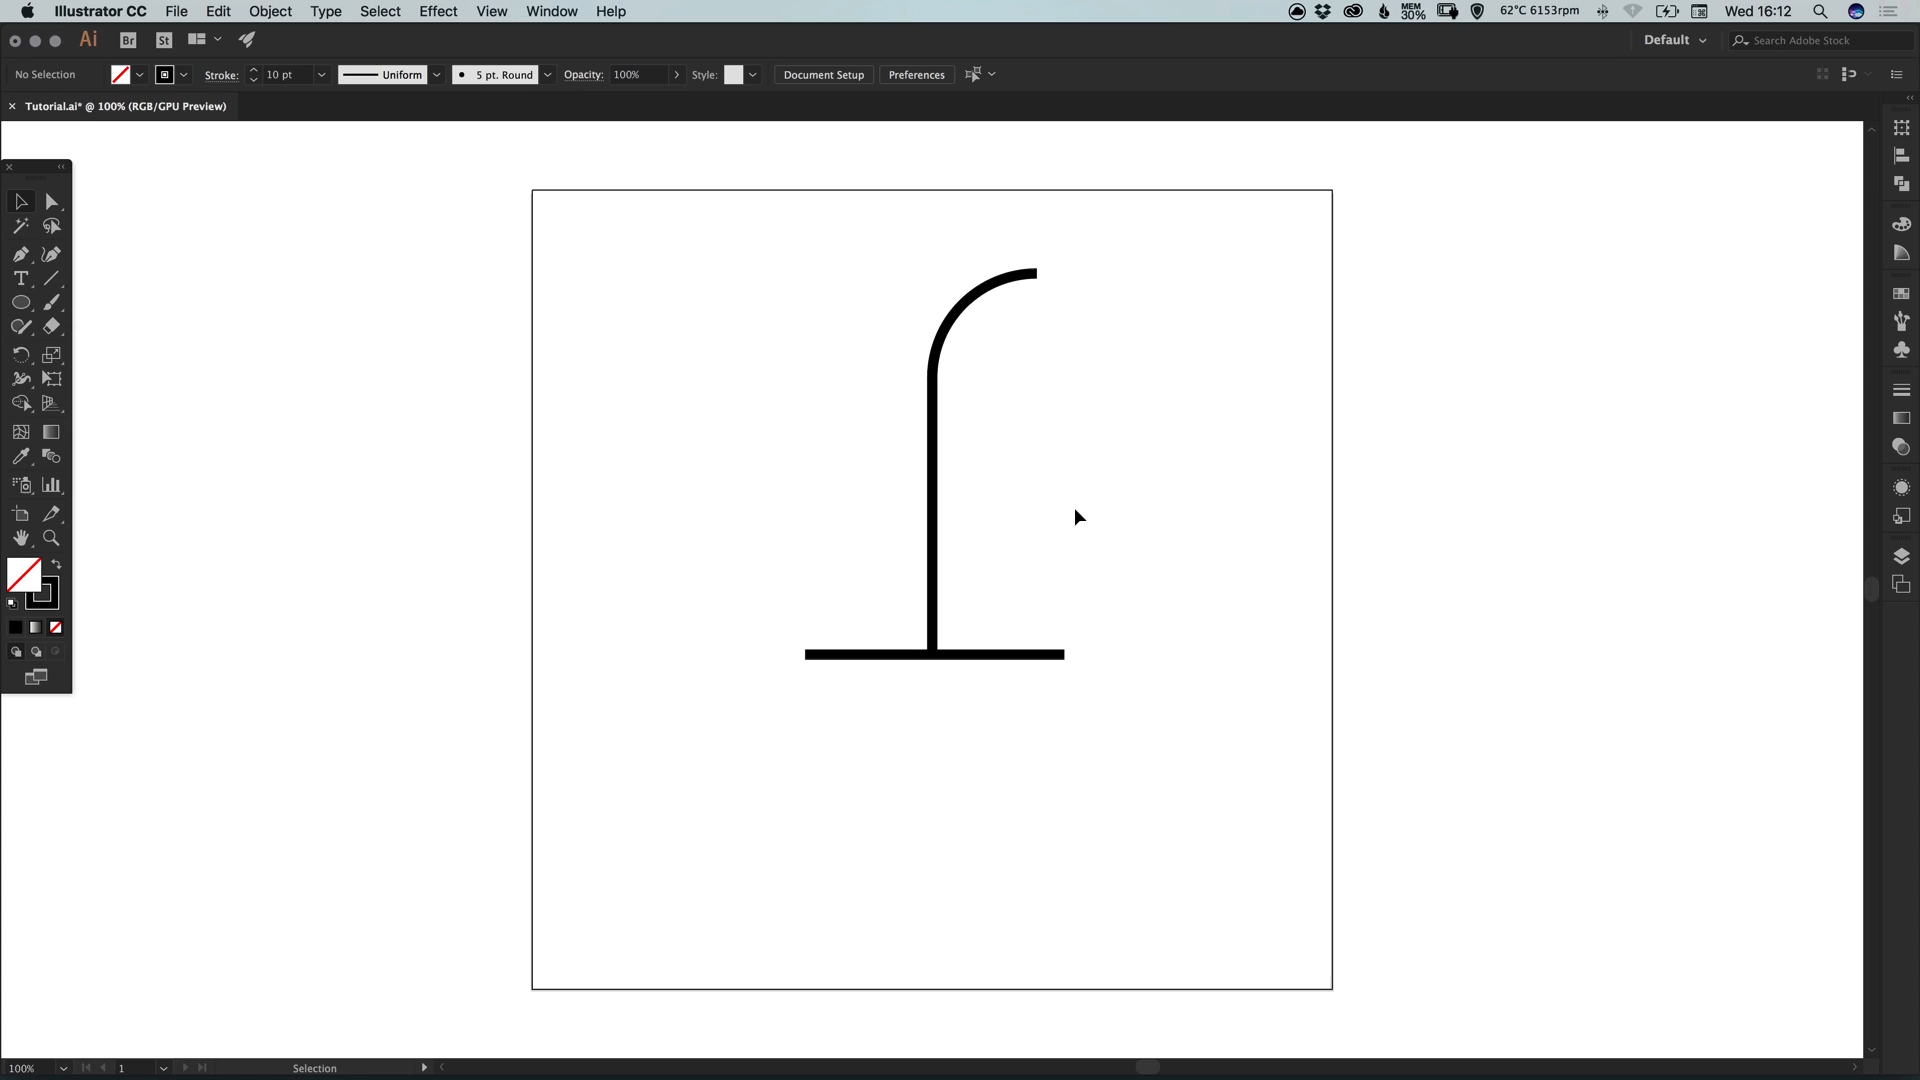 Illustrator CC File Edit Object Type Select Effect View Window Help MEM 30% 62°C 6153rpm Wed 16:12
Ai Br St Default Search Adobe Stock
No Selection Stroke: 10 pt Uniform 5 pt. Round Opacity: 100% Style: Document Setup Preferences
Tutorial.ai* @ 100% (RGB/GPU Preview)
100% 1 Selection